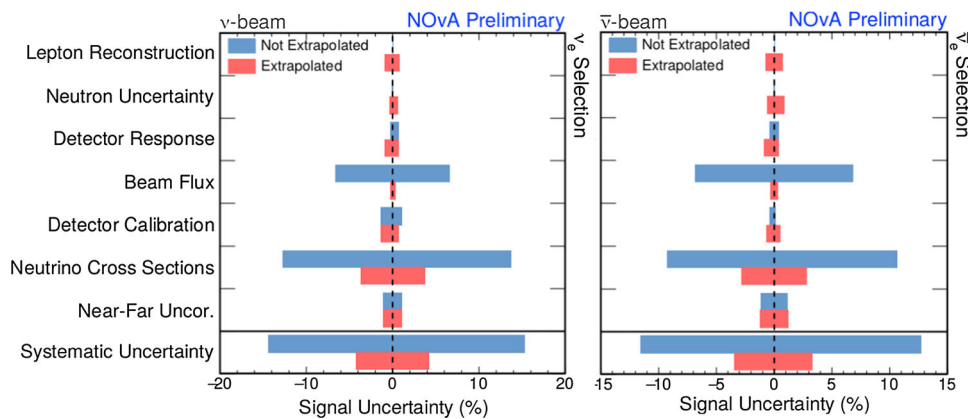 ν-beam NOvA Preliminary
Not Extrapolated
Extrapolated
Lepton Reconstruction
Neutron Uncertainty
Detector Response
Beam Flux
Detector Calibration
Neutrino Cross Sections
Near-Far Uncor.
Systematic Uncertainty
−20 −10 0 10 20
Signal Uncertainty (%)
νe Selection
ν̄-beam NOvA Preliminary
Not Extrapolated
Extrapolated
−15 −10 −5 0 5 10 15
Signal Uncertainty (%)
ν̄e Selection